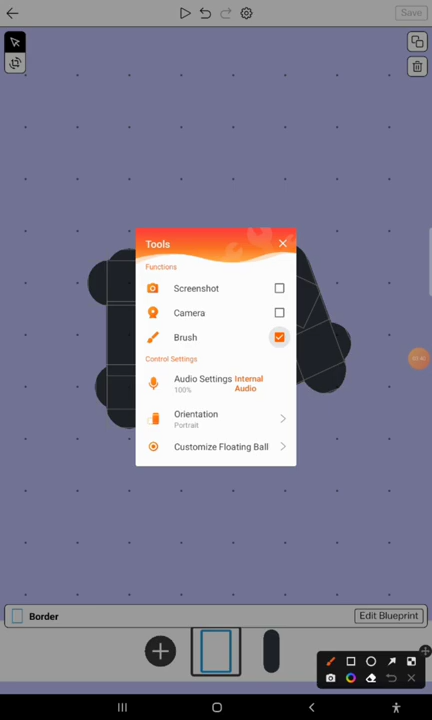 Save
Tools
Functions
Screenshot
Camera
Brush
Control Settings
Audio Settings Internal Audio
100%
Orientation
Portrait
Customize Floating Ball
Border
Edit Blueprint